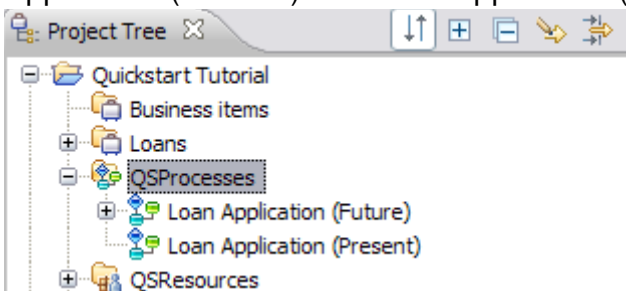 Project Tree
Quickstart Tutorial
Business items
Loans
QSProcesses
Loan Application (Future)
Loan Application (Present)
QSResources